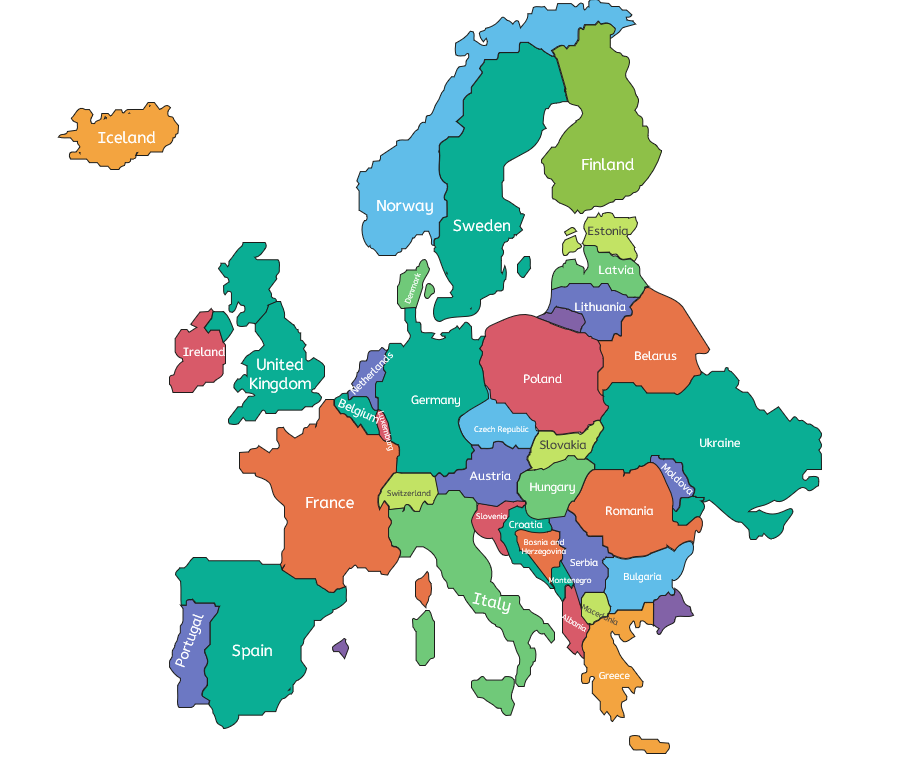 Iceland
Finland
Norway
Sweden
Estonia
Latvia
Denmark
Lithuania
Ireland
Belarus
United
Kingdom
Netherlands
Poland
Germany
Belgium
Luxemburg
Czech Republic
Ukraine
Slovakia
Austria
Moldova
Switzerland
Hungary
France
Romania
Slovenia
Croatia
Bosnia and
Herzegovina
Serbia
Bulgaria
Montenegro
Italy
Macedonia
Albania
Portugal
Spain
Greece